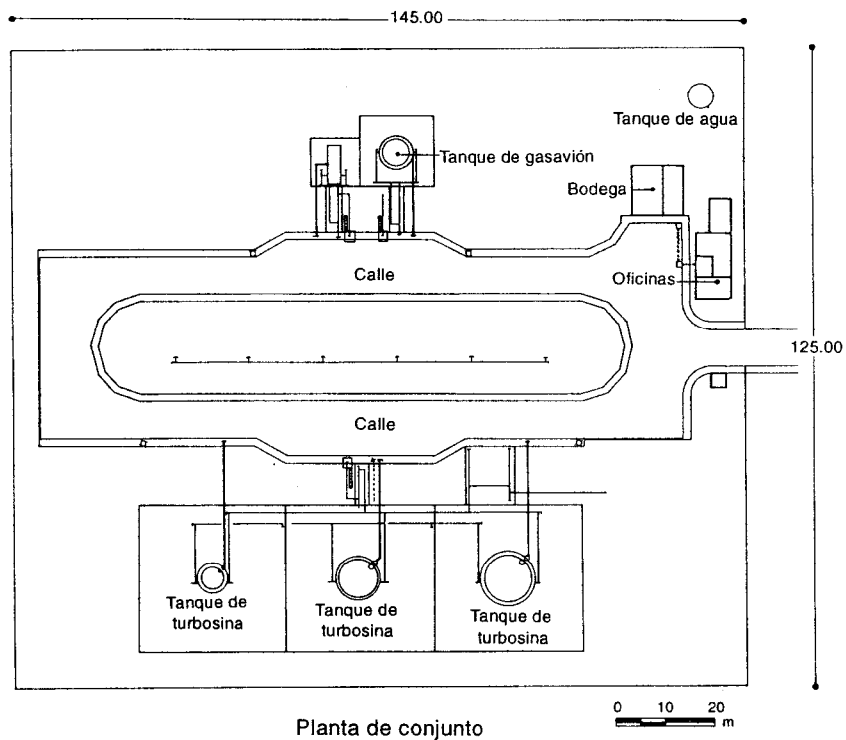 145.00
Tanque de agua
Tanque de gasavión
Bodega
Calle
Oficinas
125.00
Calle
Tanque de
turbosina
Tanque de
turbosina
Tanque de
turbosina
0 10 20
m
Planta de conjunto